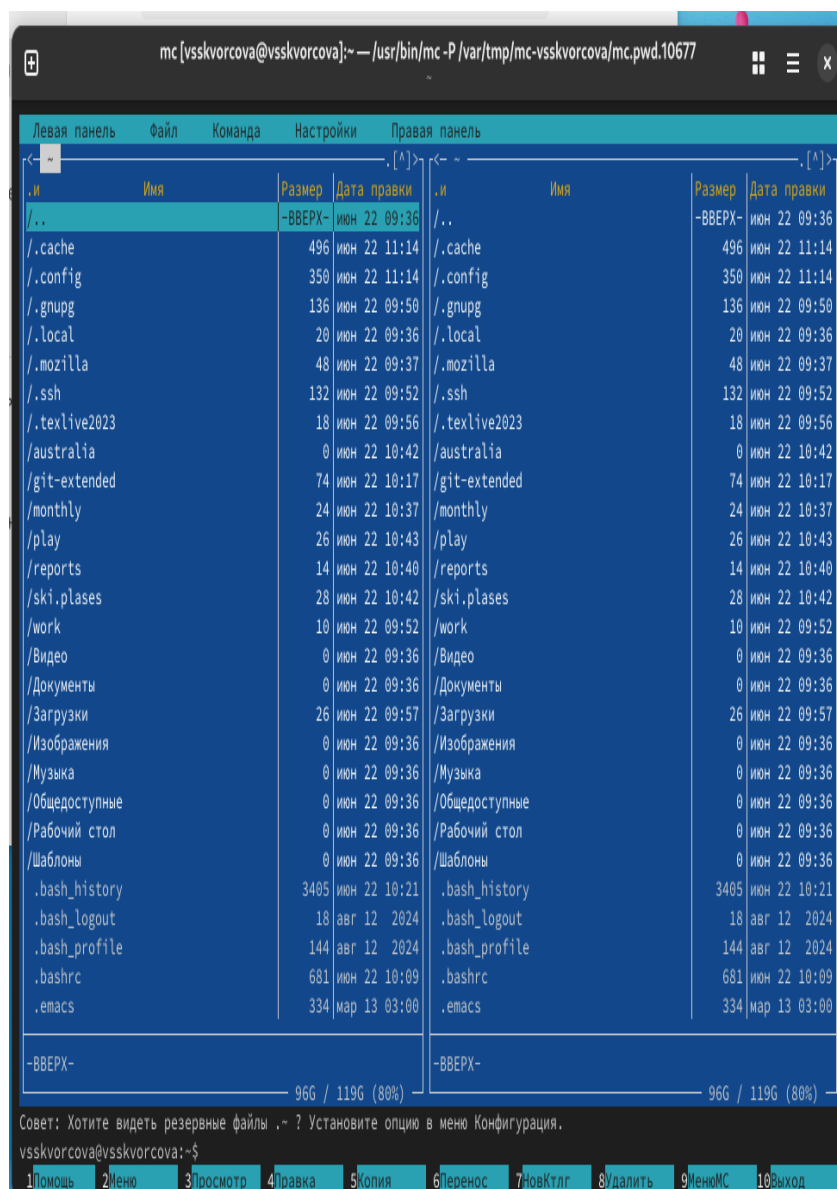 mc [vsskvorcova@vsskvorcova]:~ — /usr/bin/mc -P /var/tmp/mc-vsskvorcova/mc.pwd.10677
~
Левая панель Файл Команда Настройки Правая панель
<- ~ .[^]> <- ~ .[^]>
.и Имя Размер Дата правки .и Имя Размер Дата правки
/.. -ВВЕРХ- июн 22 09:36 /.. -ВВЕРХ- июн 22 09:36
/.cache 496 июн 22 11:14 /.cache 496 июн 22 11:14
/.config 350 июн 22 11:14 /.config 350 июн 22 11:14
/.gnupg 136 июн 22 09:50 /.gnupg 136 июн 22 09:50
/.local 20 июн 22 09:36 /.local 20 июн 22 09:36
/.mozilla 48 июн 22 09:37 /.mozilla 48 июн 22 09:37
/.ssh 132 июн 22 09:52 /.ssh 132 июн 22 09:52
/.texlive2023 18 июн 22 09:56 /.texlive2023 18 июн 22 09:56
/australia 0 июн 22 10:42 /australia 0 июн 22 10:42
/git-extended 74 июн 22 10:17 /git-extended 74 июн 22 10:17
/monthly 24 июн 22 10:37 /monthly 24 июн 22 10:37
/play 26 июн 22 10:43 /play 26 июн 22 10:43
/reports 14 июн 22 10:40 /reports 14 июн 22 10:40
/ski.plases 28 июн 22 10:42 /ski.plases 28 июн 22 10:42
/work 10 июн 22 09:52 /work 10 июн 22 09:52
/Видео 0 июн 22 09:36 /Видео 0 июн 22 09:36
/Документы 0 июн 22 09:36 /Документы 0 июн 22 09:36
/Загрузки 26 июн 22 09:57 /Загрузки 26 июн 22 09:57
/Изображения 0 июн 22 09:36 /Изображения 0 июн 22 09:36
/Музыка 0 июн 22 09:36 /Музыка 0 июн 22 09:36
/Общедоступные 0 июн 22 09:36 /Общедоступные 0 июн 22 09:36
/Рабочий стол 0 июн 22 09:36 /Рабочий стол 0 июн 22 09:36
/Шаблоны 0 июн 22 09:36 /Шаблоны 0 июн 22 09:36
.bash_history 3405 июн 22 10:21 .bash_history 3405 июн 22 10:21
.bash_logout 18 авг 12 2024 .bash_logout 18 авг 12 2024
.bash_profile 144 авг 12 2024 .bash_profile 144 авг 12 2024
.bashrc 681 июн 22 10:09 .bashrc 681 июн 22 10:09
.emacs 334 мар 13 03:00 .emacs 334 мар 13 03:00
-ВВЕРХ- -ВВЕРХ-
96G / 119G (80%) 96G / 119G (80%)
Совет: Хотите видеть резервные файлы .~ ? Установите опцию в меню Конфигурация.
vsskvorcova@vsskvorcova:~$
1Помощь 2Меню 3Просмотр 4Правка 5Копия 6Перенос 7НовКтлг 8Удалить 9МенюМС 10Выход